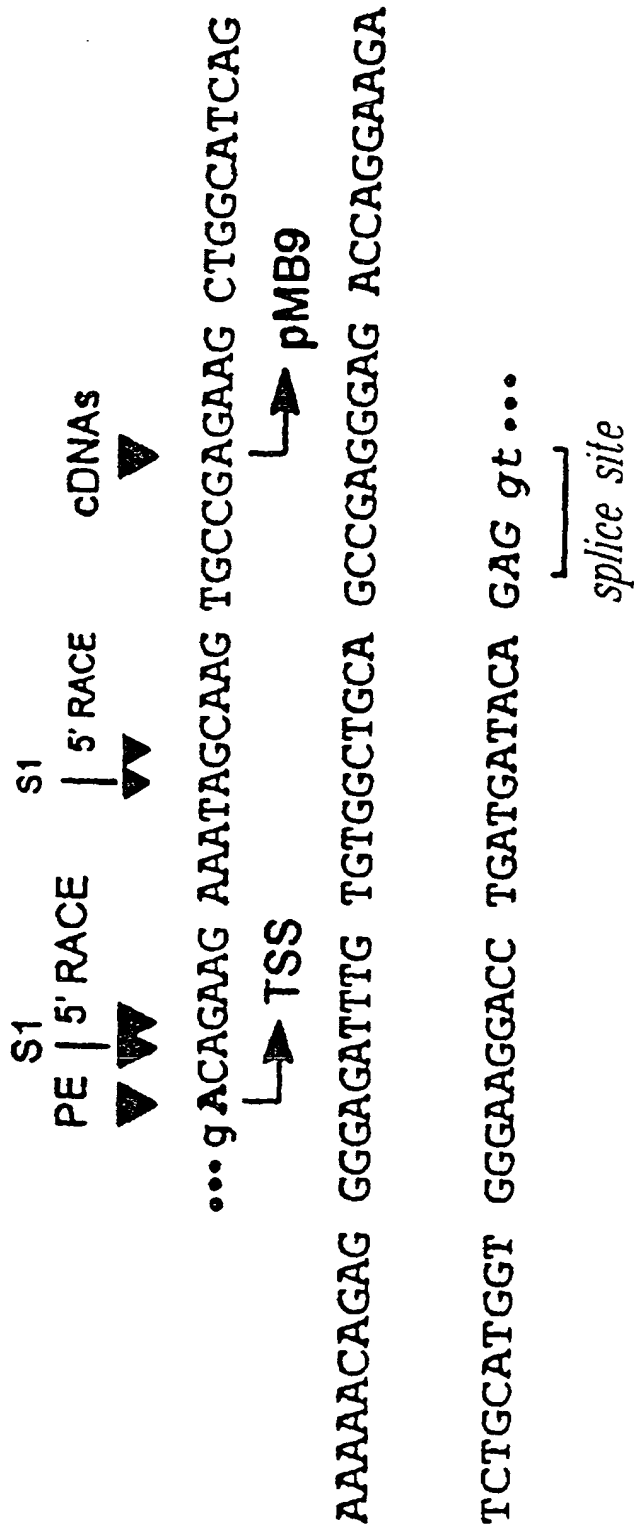 S1
PE 5' RACE
S1
5' RACE
cDNAs
•••gACAGAAG AAATAGCAAG TGCCGAGAAG CTGGCATCAG
TSS
pMB9
AAAAACAGAG GGGAGATTTG TGTGGCTGCA GCCGAGGGAG ACCAGGAAGA
TCTGCATGGT GGGAAGGACC TGATGATACA GAG gt•••
splice site